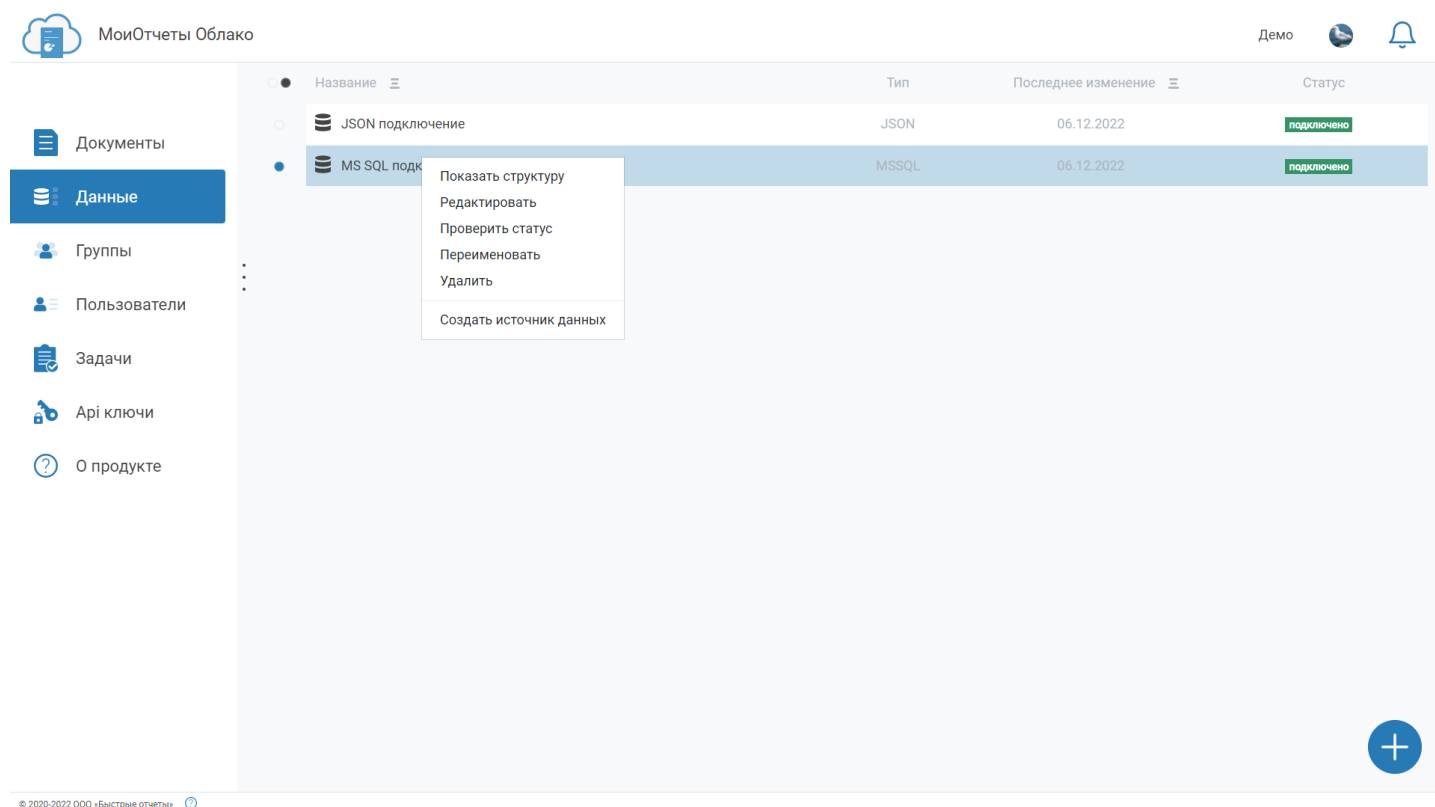 МоиОтчеты Облако
Демо
Название
Тип
Последнее изменение
Статус
JSON подключение
JSON
06.12.2022
подключено
MS SQL подк
MSSQL
06.12.2022
подключено
Показать структуру
Редактировать
Проверить статус
Переименовать
Удалить
Создать источник данных
Документы
Данные
Группы
Пользователи
Задачи
Api ключи
О продукте
© 2020-2022 ООО «Быстрые отчеты»